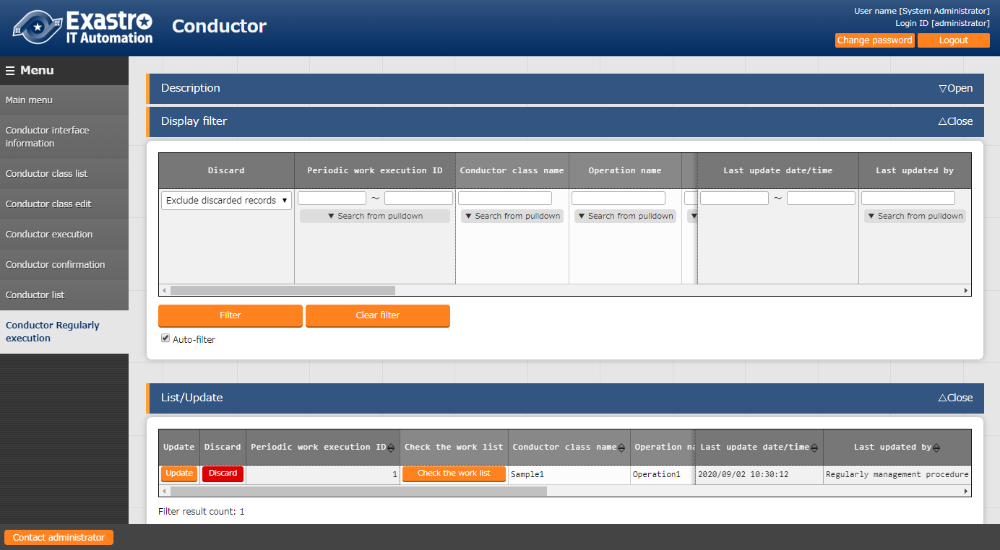 Exastro
IT Automation
Conductor
User name [System Administrator]
Login ID [administrator]
Change password
Logout
Menu
Main menu
Conductor interface
information
Conductor class list
Conductor class edit
Conductor execution
Conductor confirmation
Conductor list
Conductor Regularly
execution
Description
▽Open
Display filter
△Close
Discard
Periodic work execution ID
Conductor class name
Operation name
Last update date/time
Last updated by
Exclude discarded records ▼
~
~
▼ Search from pulldown
▼ Search from pulldown
▼ Search from pulldown
▼
▼ Search from pulldown
Filter
Clear filter
Auto-filter
List/Update
△Close
Update
Discard
Periodic work execution ID
Check the work list
Conductor class name
Operation na
Last update date/time
Last updated by
Update
Discard
1
Check the work list
Sample1
Operation1
2020/09/02 10:30:12
Regularly management procedure
Filter result count: 1
Contact administrator